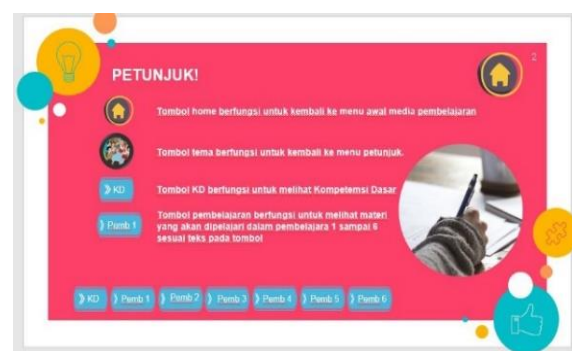 2
PETUNJUK!
Tombol home berfungsi untuk kembali ke menu awal media pembelajaran
Tombol tema berfungsi untuk kembali ke menu petunjuk.
KD
Tombol KD berfungsi untuk melihat Kompetemsi Dasar
Pemb 1
Tombol pembelajaran berfungsi untuk melihat materi
yang akan dipelajari dalam pembelajara 1 sampai 6
sesuai teks pada tombol
KD Pemb 1 Pemb 2 Pemb 3 Pemb 4 Pemb 5 Pemb 6